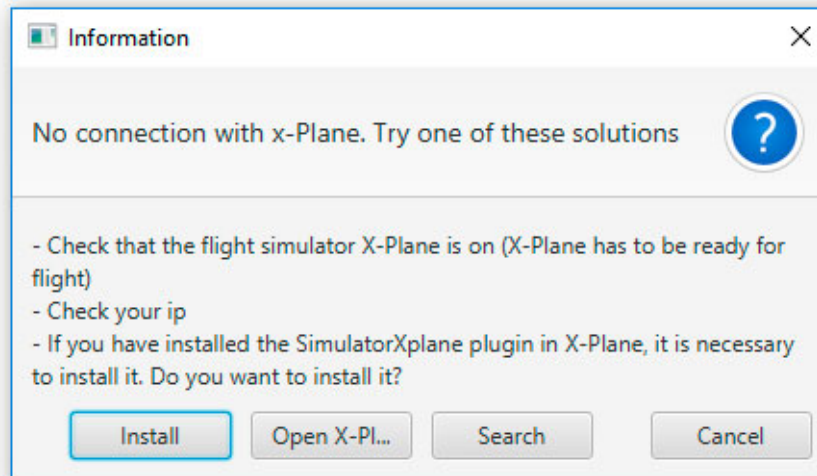 Information
No connection with x-Plane. Try one of these solutions
?
- Check that the flight simulator X-Plane is on (X-Plane has to be ready for
flight)
- Check your ip
- If you have installed the SimulatorXplane plugin in X-Plane, it is necessary
to install it. Do you want to install it?
Install Open X-Pl... Search Cancel